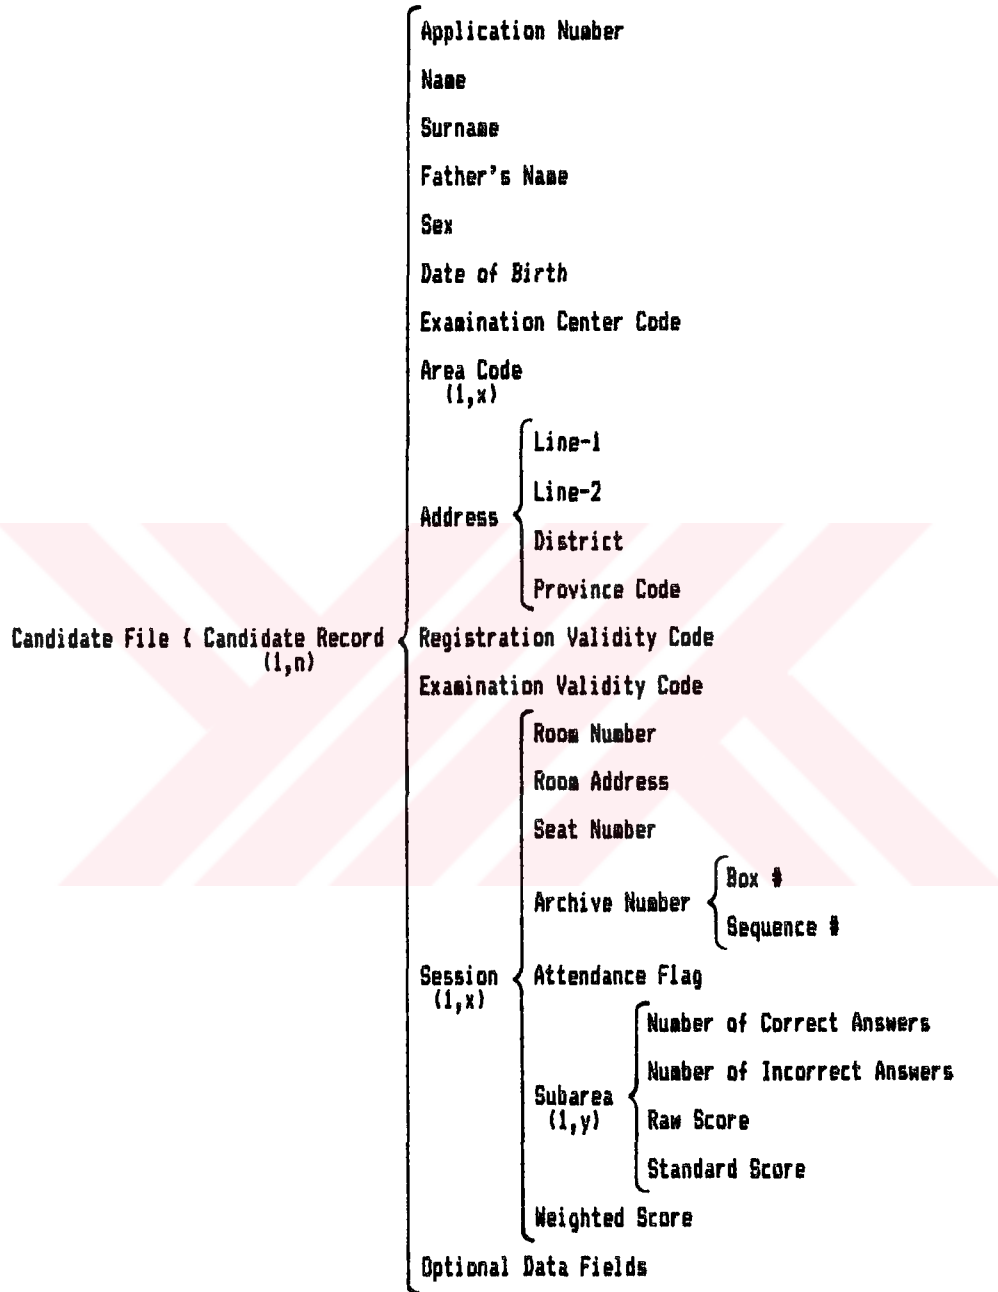 Application Number
Name
Surname
Father's Name
Sex
Date of Birth
Examination Center Code
Area Code
(1,x)
Line-1
Line-2
Address
District
Province Code
Candidate File { Candidate Record
(1,n)
Registration Validity Code
Examination Validity Code
Room Number
Room Address
Seat Number
Box #
Archive Number
Sequence #
Session
(1,x)
Attendance Flag
Number of Correct Answers
Number of Incorrect Answers
Subarea
(1,y)
Raw Score
Standard Score
Weighted Score
Optional Data Fields